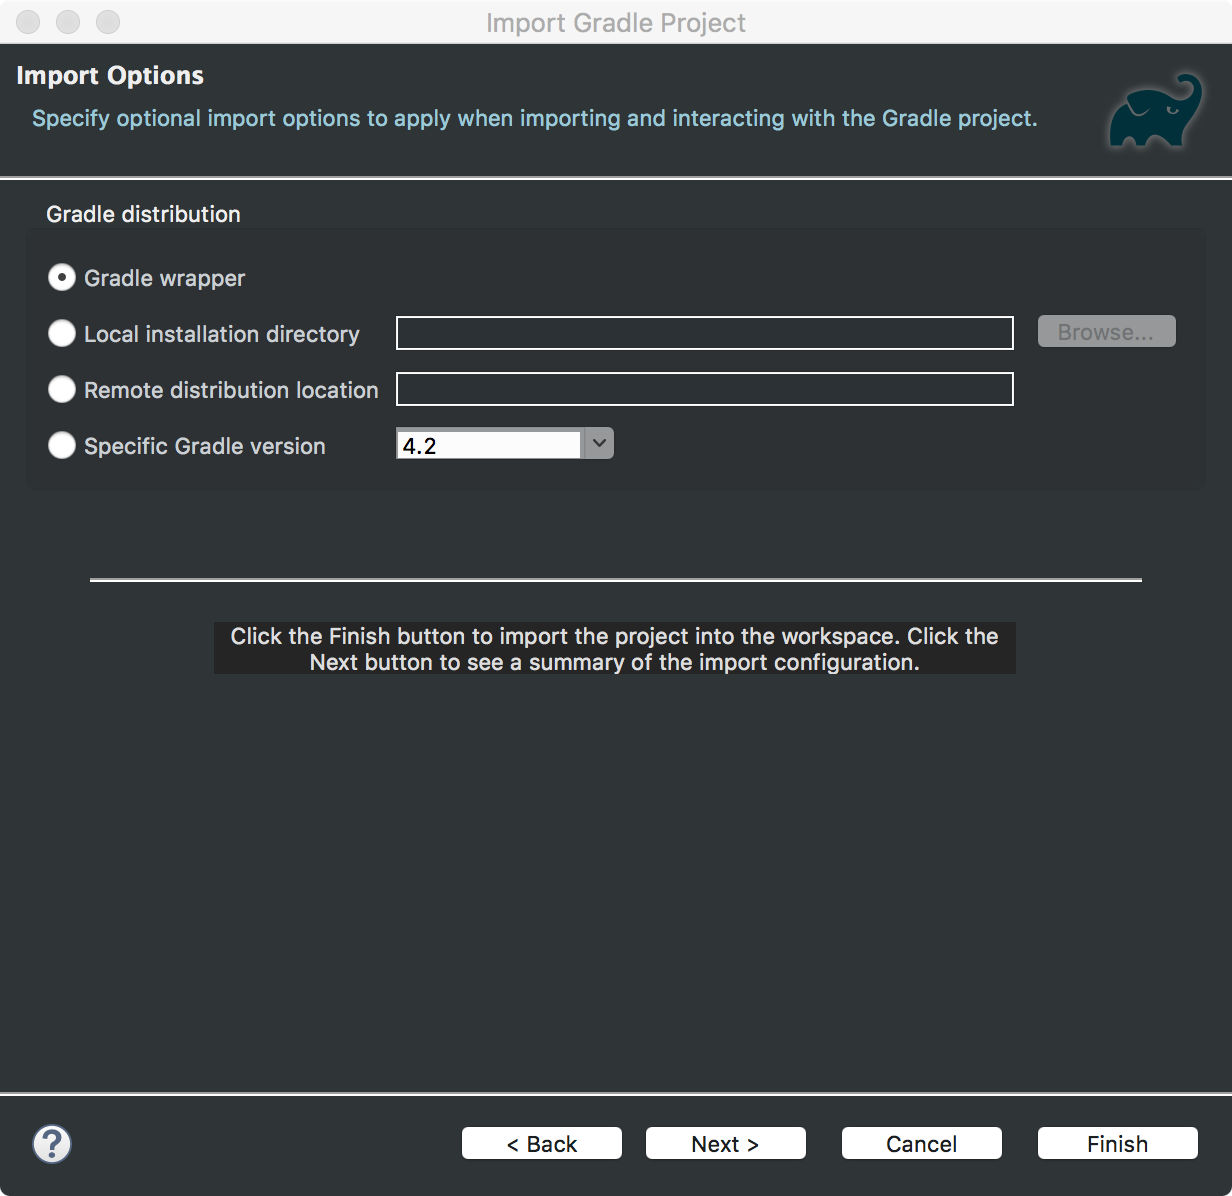 Import Gradle Project
Import Options
Specify optional import options to apply when importing and interacting with the Gradle project.
Gradle distribution
Gradle wrapper
Local installation directory
Browse...
Remote distribution location
Specific Gradle version
4.2
Click the Finish button to import the project into the workspace. Click the
Next button to see a summary of the import configuration.
?
< Back
Next >
Cancel
Finish